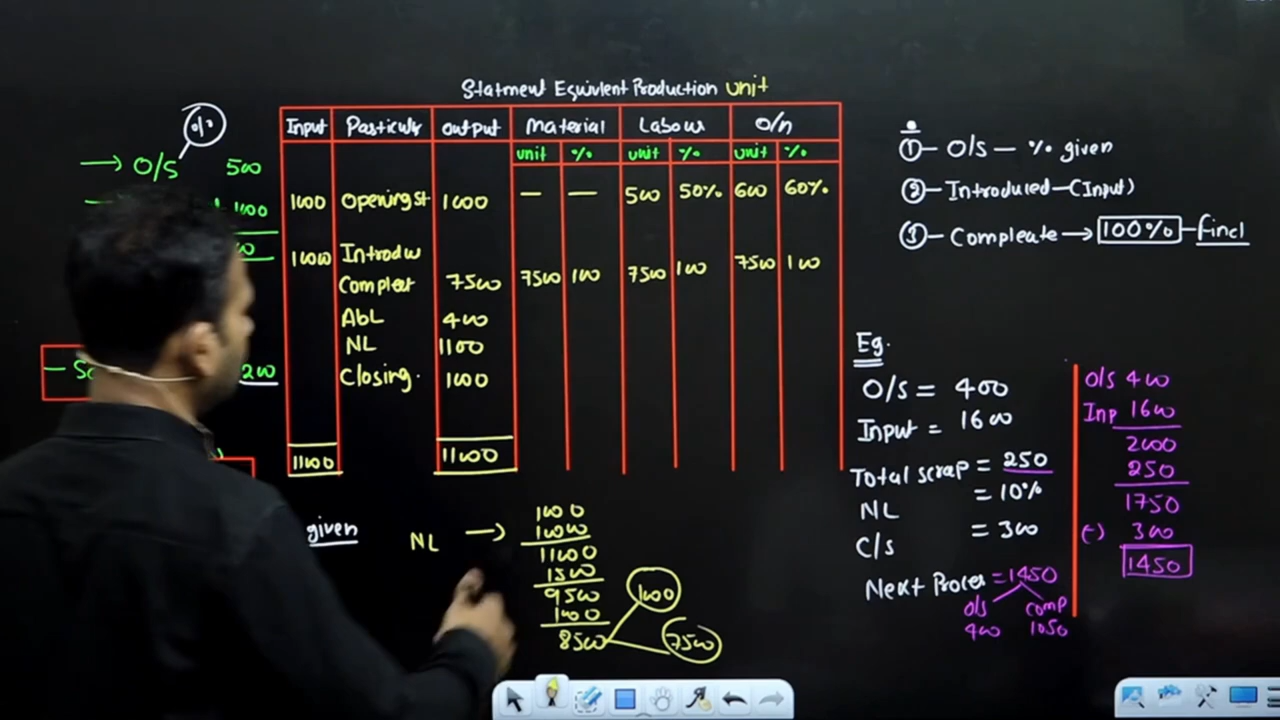 Statment Equivlent Production unit
Input Particulr output Material Labour O/H
unit % unit % unit %
1000 Opening st 1000 — — 500 50% 600 60%
10000 Introdu
Compleat 7500 7500 100 7500 100 7500 100
AbL 400
NL 1100
Closing. 1000
11000 11000
→ O/S 500
given
NL →
1000
10000
11000
1500
9500
1000
8500
1000
7500
① – O/S – % given
② – Introduced – (Input)
③ – Compleate → 100% – finel
Eg.
O/S = 400
Input = 1600
Total scrap = 250
NL = 10%
C/s = 300
Next Proces = 1450
O/s comp
400 1050
O/S 400
Inp 1600
2000
250
1750
(-) 300
1450